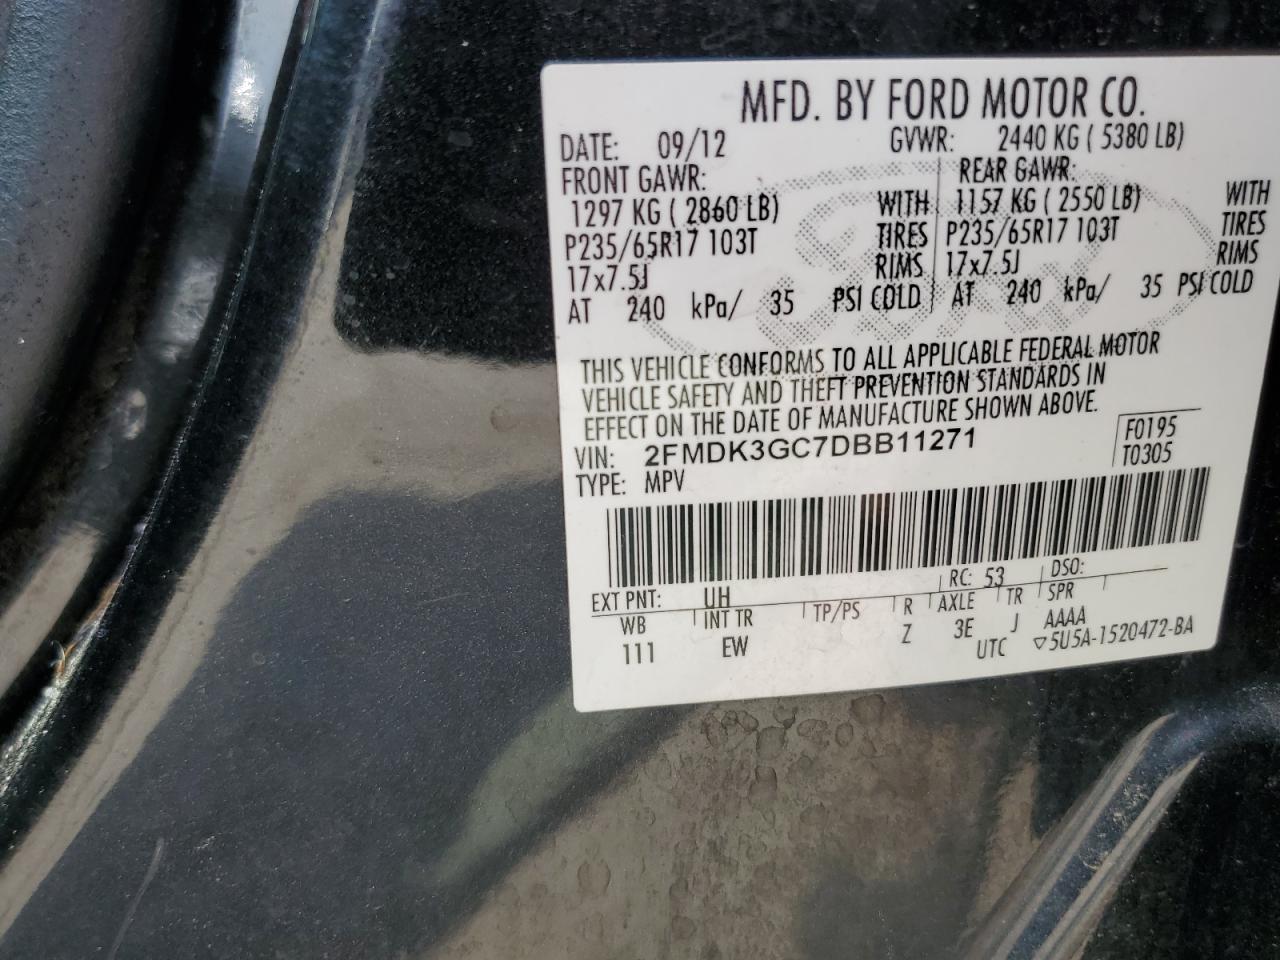 MFD. BY FORD MOTOR CO.
DATE: 09/12 GVWR: 2440 KG ( 5380 LB)
FRONT GAWR: REAR GAWR:
1297 KG ( 2860 LB) WITH 1157 KG ( 2550 LB) WITH
P235/65R17 103T TIRES P235/65R17 103T TIRES
17x7.5J RIMS 17x7.5J RIMS
AT 240 kPa/ 35 PSI COLD AT 240 kPa/ 35 PSI COLD
THIS VEHICLE CONFORMS TO ALL APPLICABLE FEDERAL MOTOR
VEHICLE SAFETY AND THEFT PREVENTION STANDARDS IN
EFFECT ON THE DATE OF MANUFACTURE SHOWN ABOVE.
VIN: 2FMDK3GC7DBB11271 F0195
TYPE: MPV T0305
EXT PNT: UH RC: 53 DSO:
WB INT TR TP/PS R AXLE TR SPR
111 EW Z 3E J AAAA
UTC ▽5U5A-1520472-BA